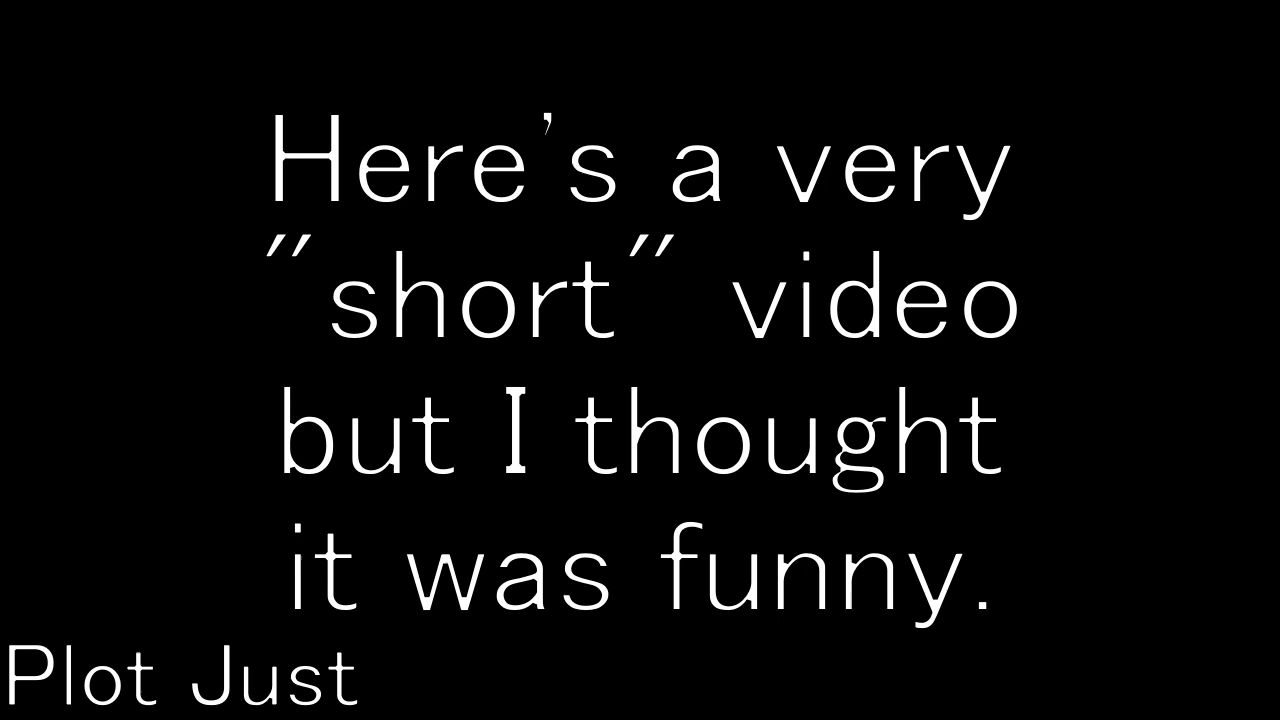 Here's a very
"short" video
but I thought
it was funny.
Plot Just